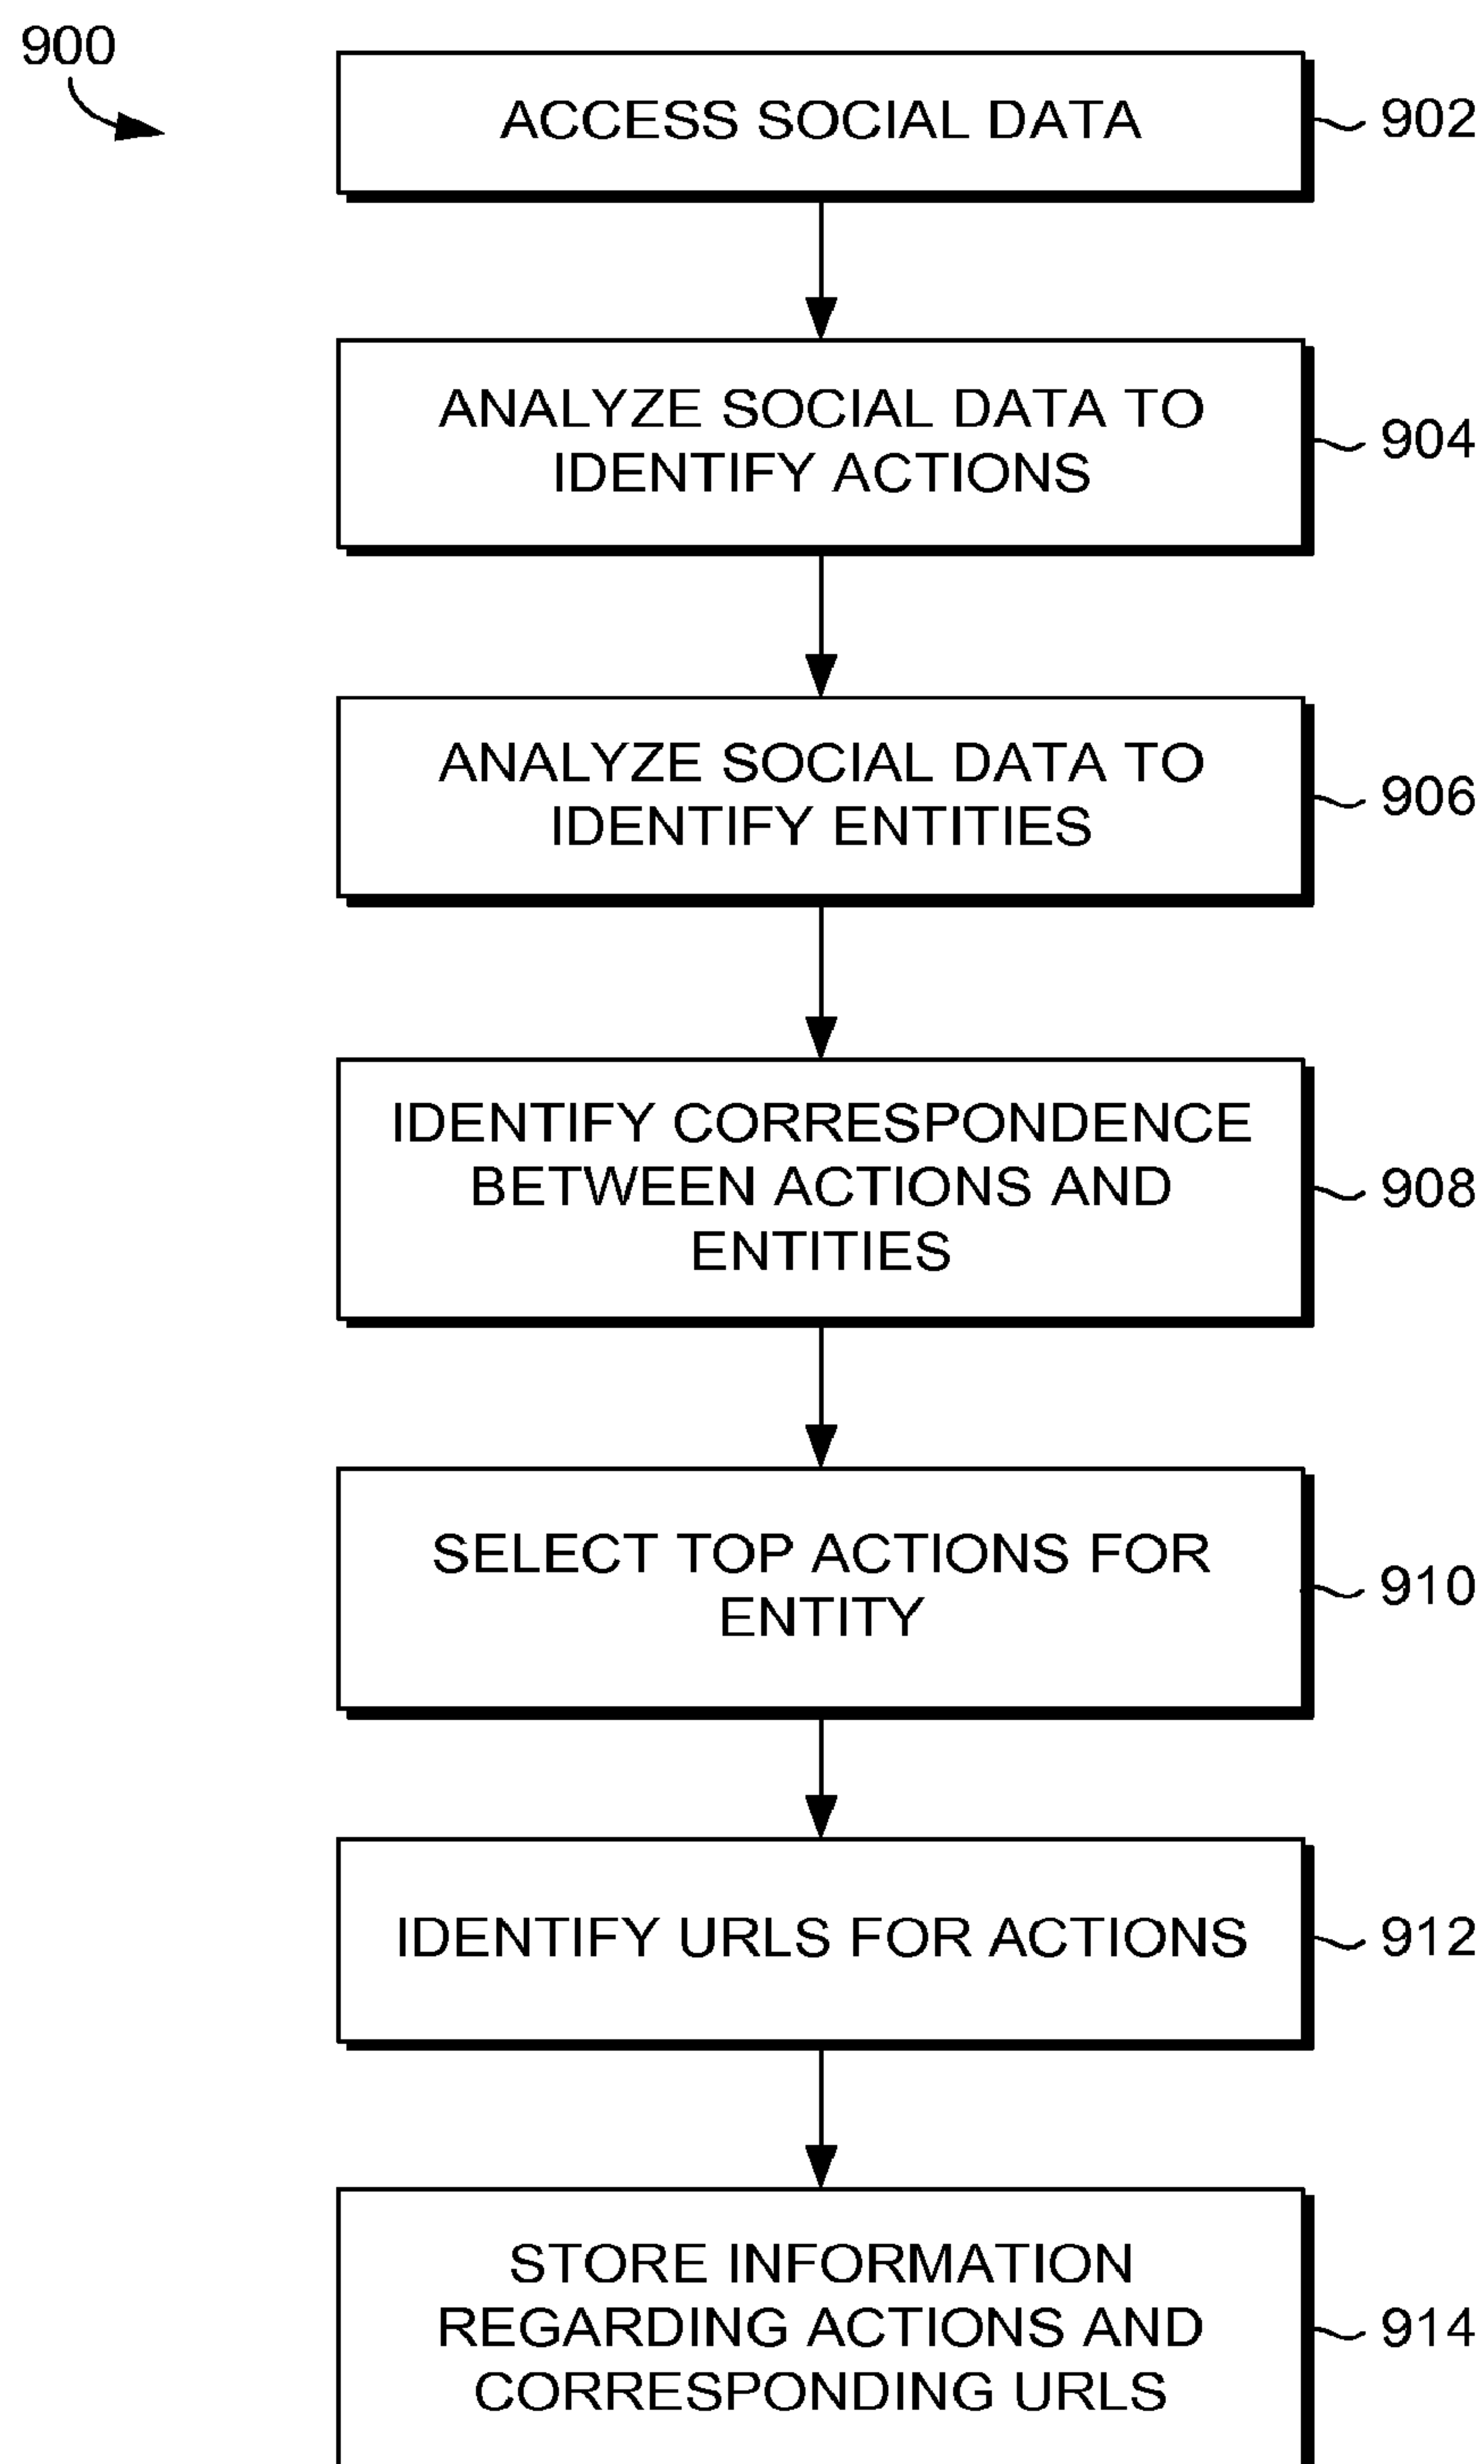 900
ACCESS SOCIAL DATA
902
ANALYZE SOCIAL DATA TO
IDENTIFY ACTIONS
904
ANALYZE SOCIAL DATA TO
IDENTIFY ENTITIES
906
IDENTIFY CORRESPONDENCE
BETWEEN ACTIONS AND
ENTITIES
908
SELECT TOP ACTIONS FOR
ENTITY
910
IDENTIFY URLS FOR ACTIONS
912
STORE INFORMATION
REGARDING ACTIONS AND
CORRESPONDING URLS
914